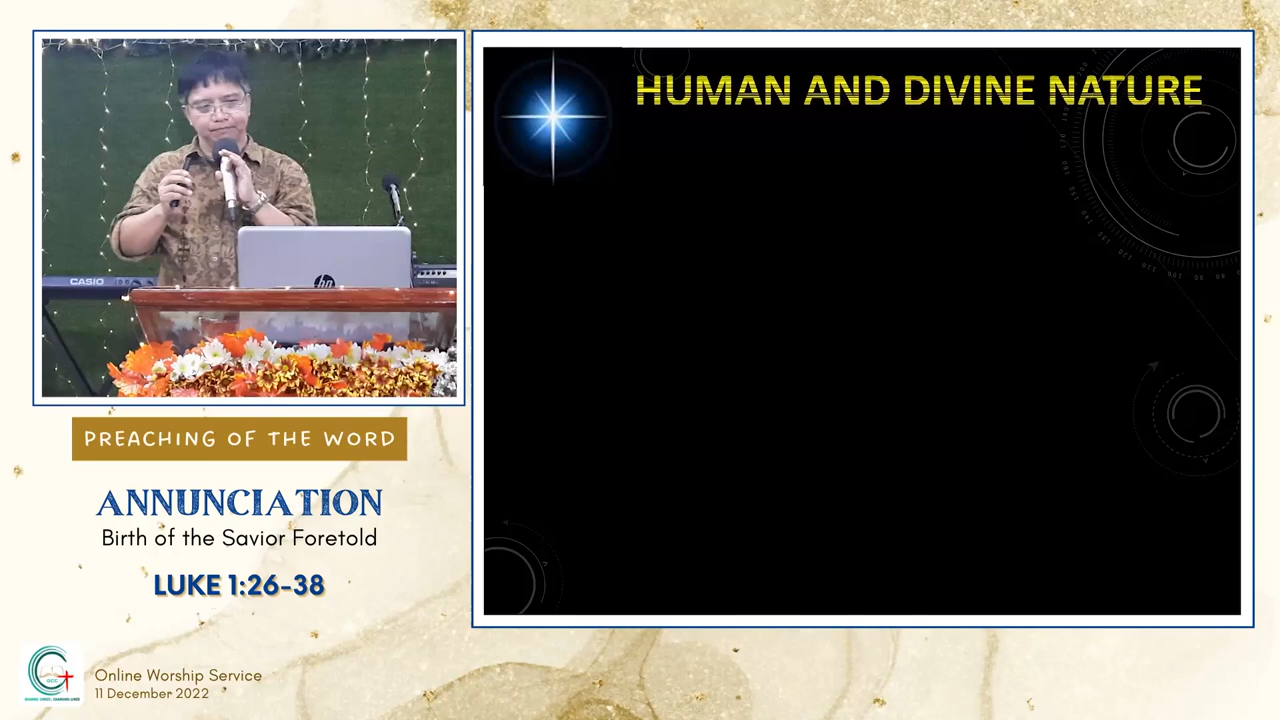 HUMAN AND DIVINE NATURE
CASIO
hp
PREACHING OF THE WORD
ANNUNCIATION
Birth of the Savior Foretold
LUKE 1:26-38
Online Worship Service
11 December 2022